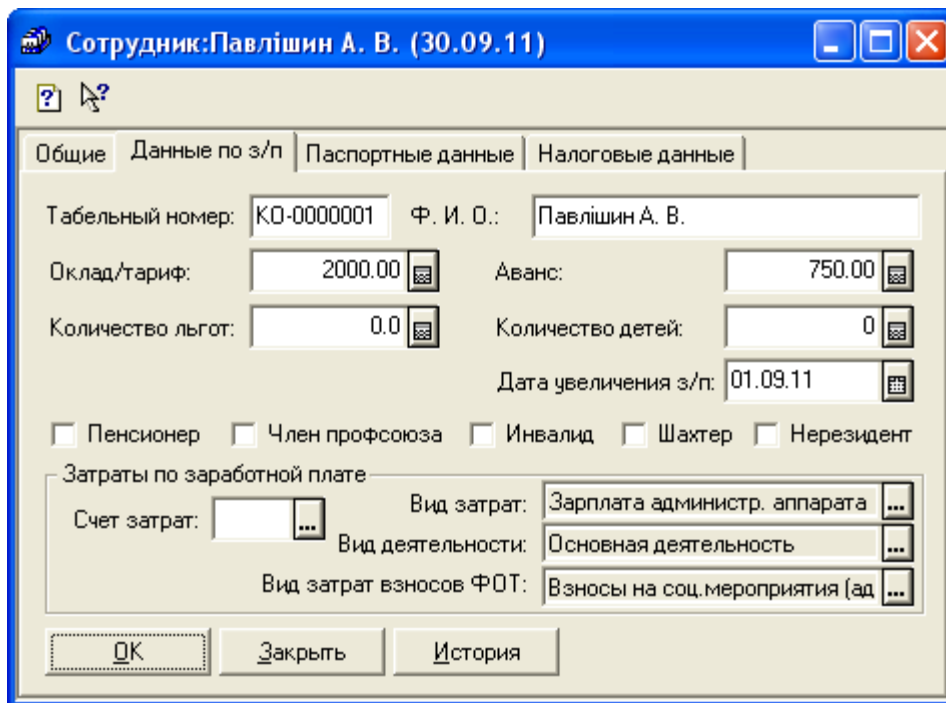 Сотрудник:Павлішин А. В. (30.09.11)
Общие Данные по з/п Паспортные данные Налоговые данные
Табельный номер: КО-0000001 Ф. И. О.: Павлішин А. В.
Оклад/тариф: 2000.00 Аванс: 750.00
Количество льгот: 0.0 Количество детей: 0
Дата увеличения з/п: 01.09.11
Пенсионер Член профсоюза Инвалид Шахтер Нерезидент
Затраты по заработной плате
Счет затрат: ... Вид затрат: Зарплата администр. аппарата ...
Вид деятельности: Основная деятельность ...
Вид затрат взносов ФОТ: Взносы на соц.мероприятия (ад ...
OK Закрыть История